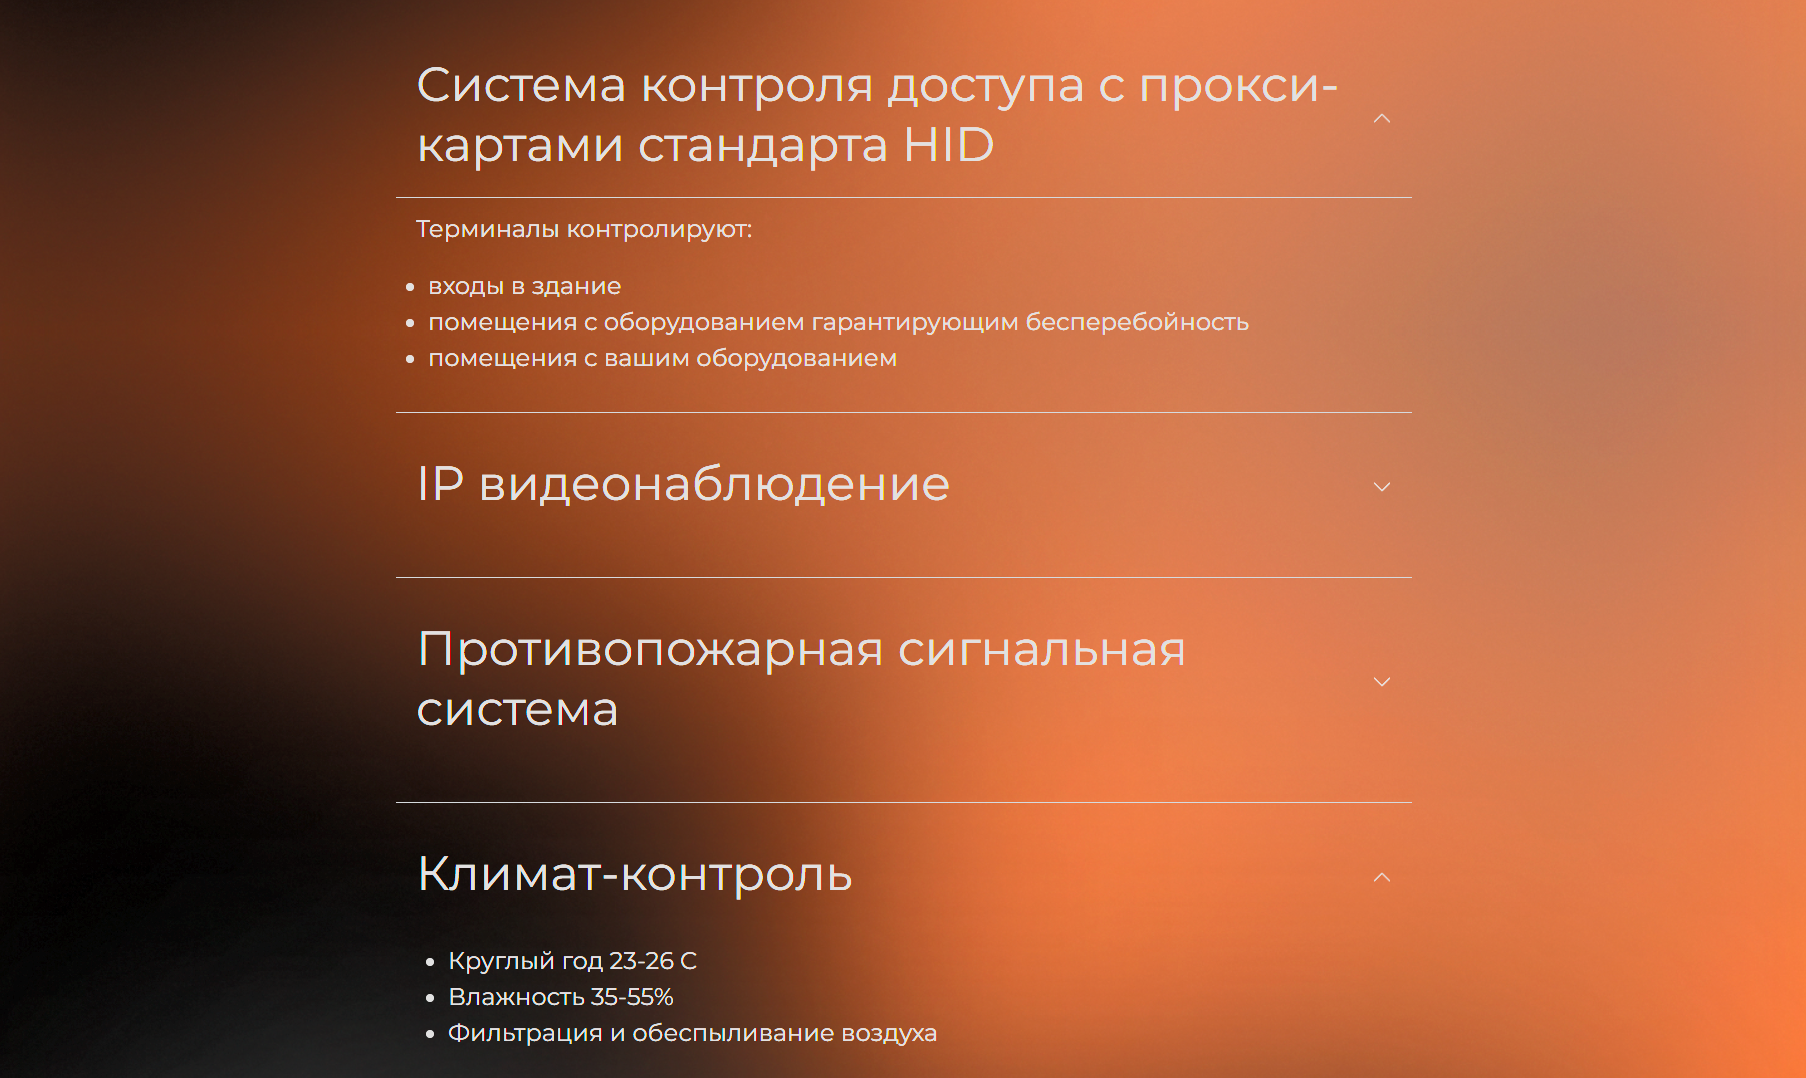 Система контроля доступа с прокси-
картами стандарта HID
Терминалы контролируют:
входы в здание
помещения с оборудованием гарантирующим бесперебойность
помещения с вашим оборудованием
IP видеонаблюдение
Противопожарная сигнальная
система
Климат-контроль
Круглый год 23-26 С
Влажность 35-55%
Фильтрация и обеспыливание воздуха